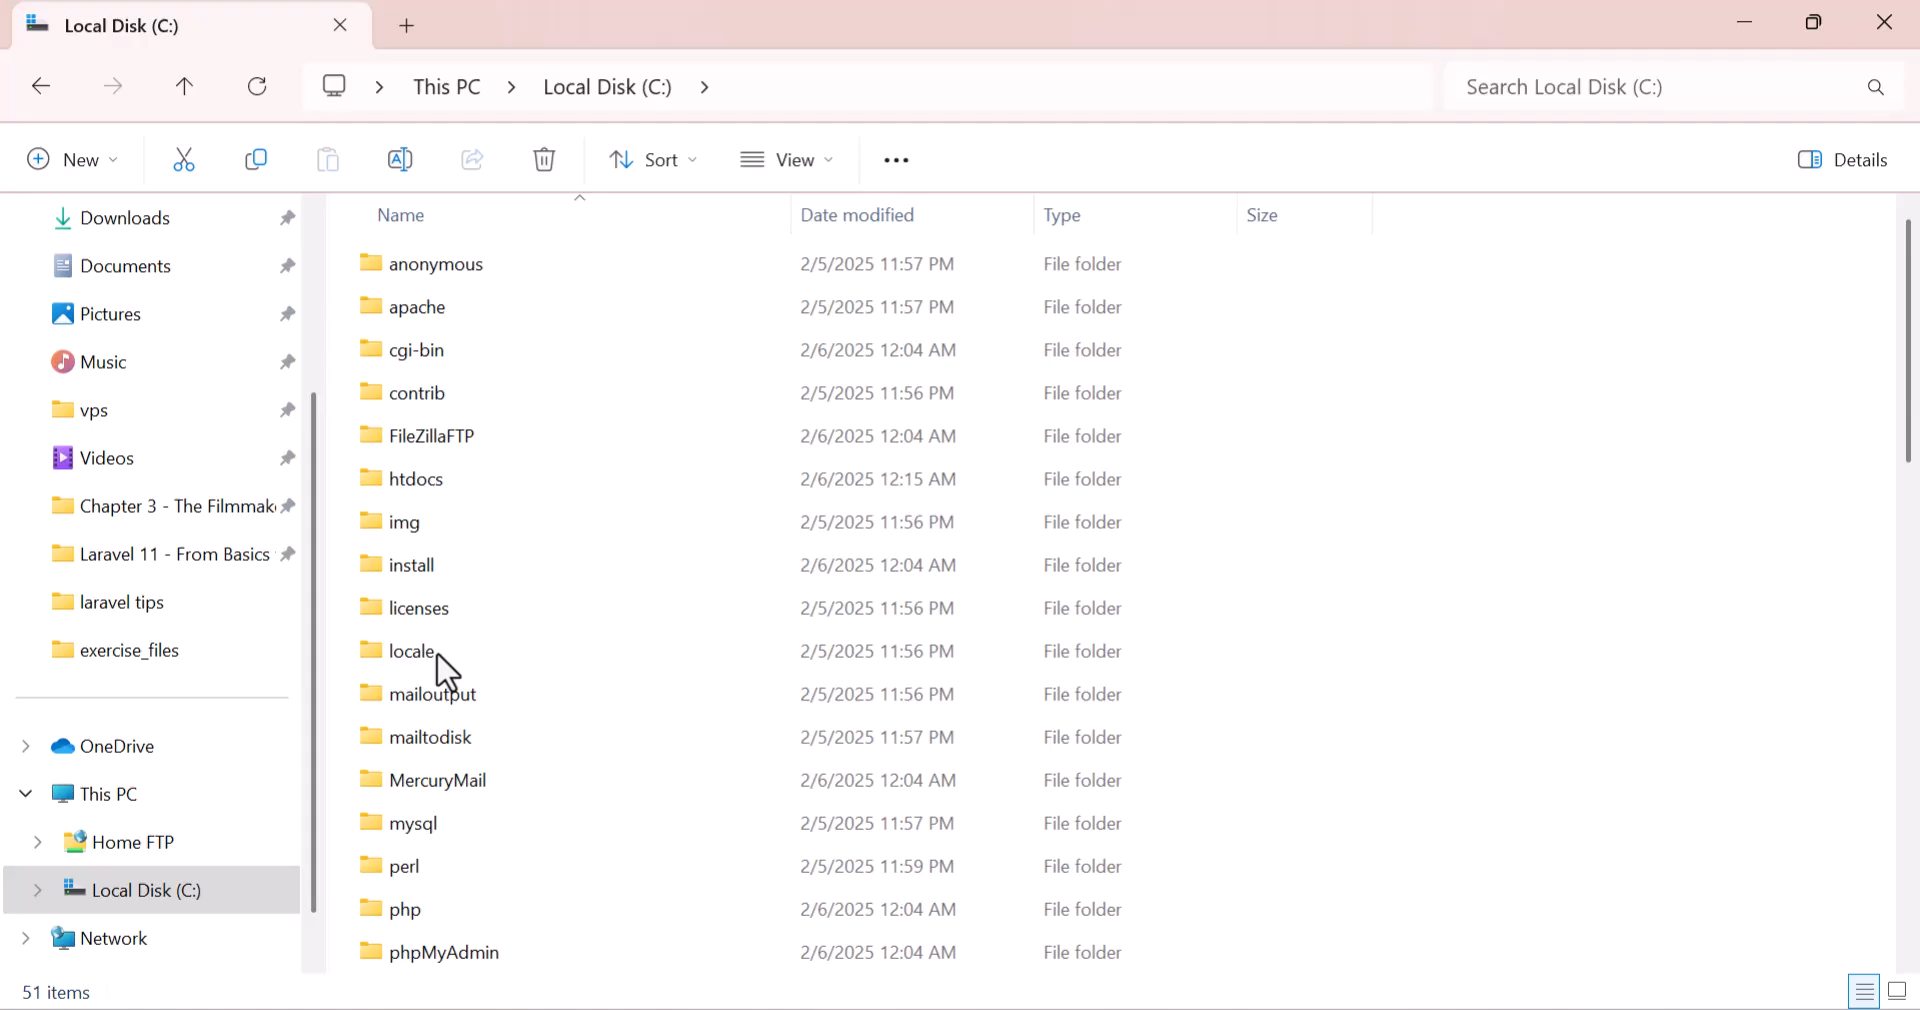 Local Disk (C:)
This PC Local Disk (C:) Search Local Disk (C:)
New Sort View Details
Name Date modified Type Size
Downloads
Documents
Pictures
Music
vps
Videos
Chapter 3 - The Filmmak
Laravel 11 - From Basics
laravel tips
exercise_files
OneDrive
This PC
Home FTP
Local Disk (C:)
Network
anonymous 2/5/2025 11:57 PM File folder
apache 2/5/2025 11:57 PM File folder
cgi-bin 2/6/2025 12:04 AM File folder
contrib 2/5/2025 11:56 PM File folder
FileZillaFTP 2/6/2025 12:04 AM File folder
htdocs 2/6/2025 12:15 AM File folder
img 2/5/2025 11:56 PM File folder
install 2/6/2025 12:04 AM File folder
licenses 2/5/2025 11:56 PM File folder
locale 2/5/2025 11:56 PM File folder
mailoutput 2/5/2025 11:56 PM File folder
mailtodisk 2/5/2025 11:57 PM File folder
MercuryMail 2/6/2025 12:04 AM File folder
mysql 2/5/2025 11:57 PM File folder
perl 2/5/2025 11:59 PM File folder
php 2/6/2025 12:04 AM File folder
phpMyAdmin 2/6/2025 12:04 AM File folder
51 items